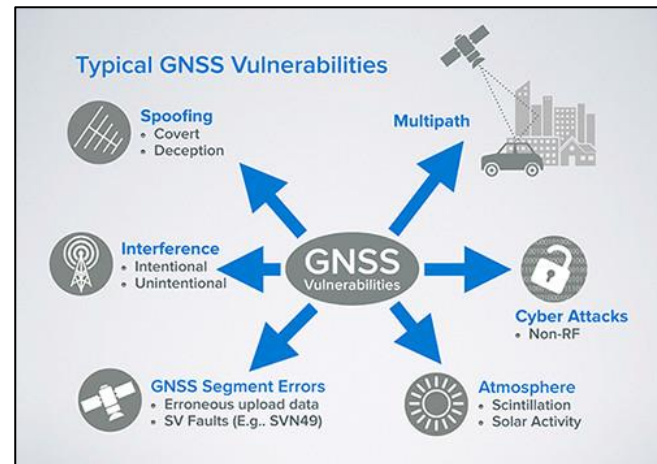 Typical GNSS Vulnerabilities
Spoofing
• Covert
• Deception
Multipath
Interference
• Intentional
• Unintentional
GNSS
Vulnerabilities
Cyber Attacks
• Non-RF
GNSS Segment Errors
• Erroneous upload data
• SV Faults (E.g.. SVN49)
Atmosphere
• Scintillation
• Solar Activity